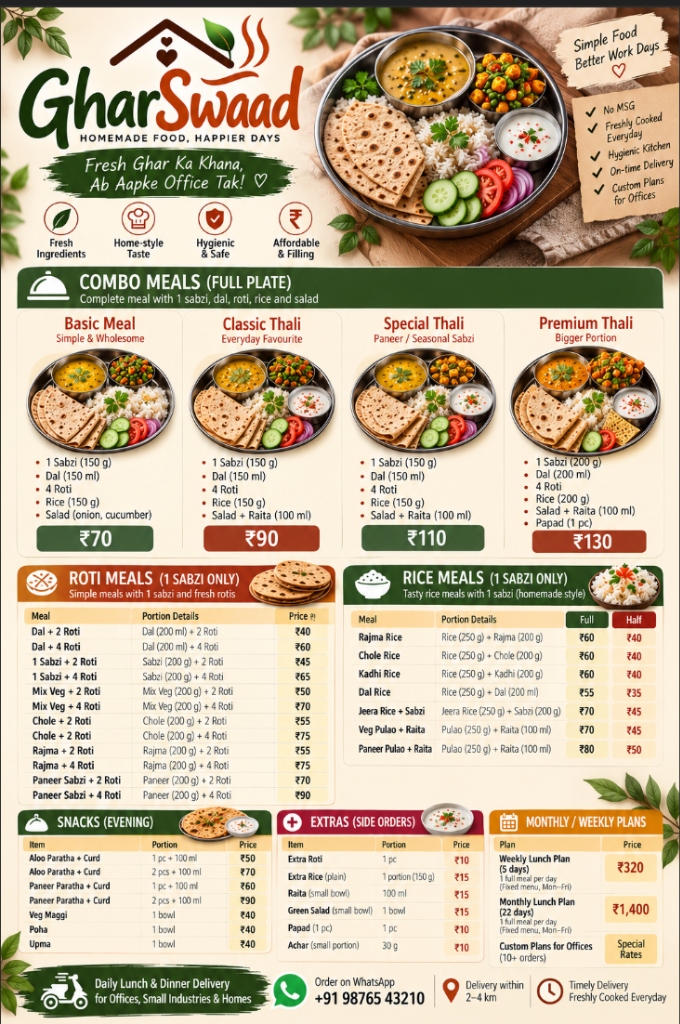 GharSwaad
HOMEMADE FOOD, HAPPIER DAYS
Fresh Ghar Ka Khana,
Ab Aapke Office Tak! ♡
Simple Food
Better Work Days
♡
✓ No MSG
✓ Freshly Cooked
Everyday
✓ Hygienic Kitchen
✓ On-time Delivery
✓ Custom Plans
for Offices
Fresh
Ingredients
Home-style
Taste
Hygienic
& Safe
₹
Affordable
& Filling
COMBO MEALS (FULL PLATE)
Complete meal with 1 sabzi, dal, roti, rice and salad
Basic Meal
Simple & Wholesome
• 1 Sabzi (150 g)
• Dal (150 ml)
• 4 Roti
• Rice (150 g)
• Salad (onion, cucumber)
₹70
Classic Thali
Everyday Favourite
• 1 Sabzi (150 g)
• Dal (150 ml)
• 4 Roti
• Rice (150 g)
• Salad + Raita (100 ml)
₹90
Special Thali
Paneer / Seasonal Sabzi
• 1 Sabzi (150 g)
• Dal (150 ml)
• 4 Roti
• Rice (150 g)
• Salad + Raita (100 ml)
₹110
Premium Thali
Bigger Portion
• 1 Sabzi (200 g)
• Dal (200 ml)
• 4 Roti
• Rice (200 g)
• Salad + Raita (100 ml)
• Papad (1 pc)
₹130
ROTI MEALS (1 SABZI ONLY)
Simple meals with 1 sabzi and fresh rotis
Meal Portion Details Price
Dal + 2 Roti Dal (200 ml) + 2 Roti ₹40
Dal + 4 Roti Dal (200 ml) + 4 Roti ₹60
1 Sabzi + 2 Roti Sabzi (200 g) + 2 Roti ₹45
1 Sabzi + 4 Roti Sabzi (200 g) + 4 Roti ₹65
Mix Veg + 2 Roti Mix Veg (200 g) + 2 Roti ₹50
Mix Veg + 4 Roti Mix Veg (200 g) + 4 Roti ₹70
Chole + 2 Roti Chole (200 g) + 2 Roti ₹55
Chole + 2 Roti Chole (200 g) + 4 Roti ₹75
Rajma + 2 Roti Rajma (200 g) + 2 Roti ₹55
Rajma + 4 Roti Rajma (200 g) + 4 Roti ₹75
Paneer Sabzi + 2 Roti Paneer (200 g) + 2 Roti ₹70
Paneer Sabzi + 4 Roti Paneer (200 g) + 4 Roti ₹90
RICE MEALS (1 SABZI ONLY)
Tasty rice meals with 1 sabzi (homemade style)
Meal Portion Details Full Half
Rajma Rice Rice (250 g) + Rajma (200 g) ₹60 ₹40
Chole Rice Rice (250 g) + Chole (200 g) ₹60 ₹40
Kadhi Rice Rice (250 g) + Kadhi (200 g) ₹60 ₹40
Dal Rice Rice (250 g) + Dal (200 ml) ₹55 ₹35
Jeera Rice + Sabzi Jeera Rice (250 g) + Sabzi (200 g) ₹70 ₹45
Veg Pulao + Raita Pulao (250 g) + Raita (100 ml) ₹70 ₹45
Paneer Pulao + Raita Pulao (250 g) + Raita (100 ml) ₹80 ₹50
SNACKS (EVENING)
Item Portion Price
Aloo Paratha + Curd 1 pc + 100 ml ₹50
Aloo Paratha + Curd 2 pcs + 100 ml ₹70
Paneer Paratha + Curd 1 pc + 100 ml ₹60
Paneer Paratha + Curd 2 pcs + 100 ml ₹90
Veg Maggi 1 bowl ₹40
Poha 1 bowl ₹40
Upma 1 bowl ₹40
EXTRAS (SIDE ORDERS)
Item Portion Price
Extra Roti 1 pc ₹10
Extra Rice (plain) 1 portion (150 g) ₹15
Raita (small bowl) 100 ml ₹15
Green Salad (small bowl) 1 bowl ₹15
Papad (1 pc) 1 pc ₹10
Achar (small portion) 30 g ₹10
MONTHLY / WEEKLY PLANS
Plan Price
Weekly Lunch Plan
(5 days)
1 full meal per day
(Fixed menu, Mon–Fri)
₹320
Monthly Lunch Plan
(22 days)
1 full meal per day
(Fixed menu, Mon–Fri)
₹1,400
Custom Plans for Offices
(10+ orders)
Special
Rates
Daily Lunch & Dinner Delivery
for Offices, Small Industries & Homes
Order on WhatsApp
+91 98765 43210
Delivery within
2–4 km
Timely Delivery
Freshly Cooked Everyday